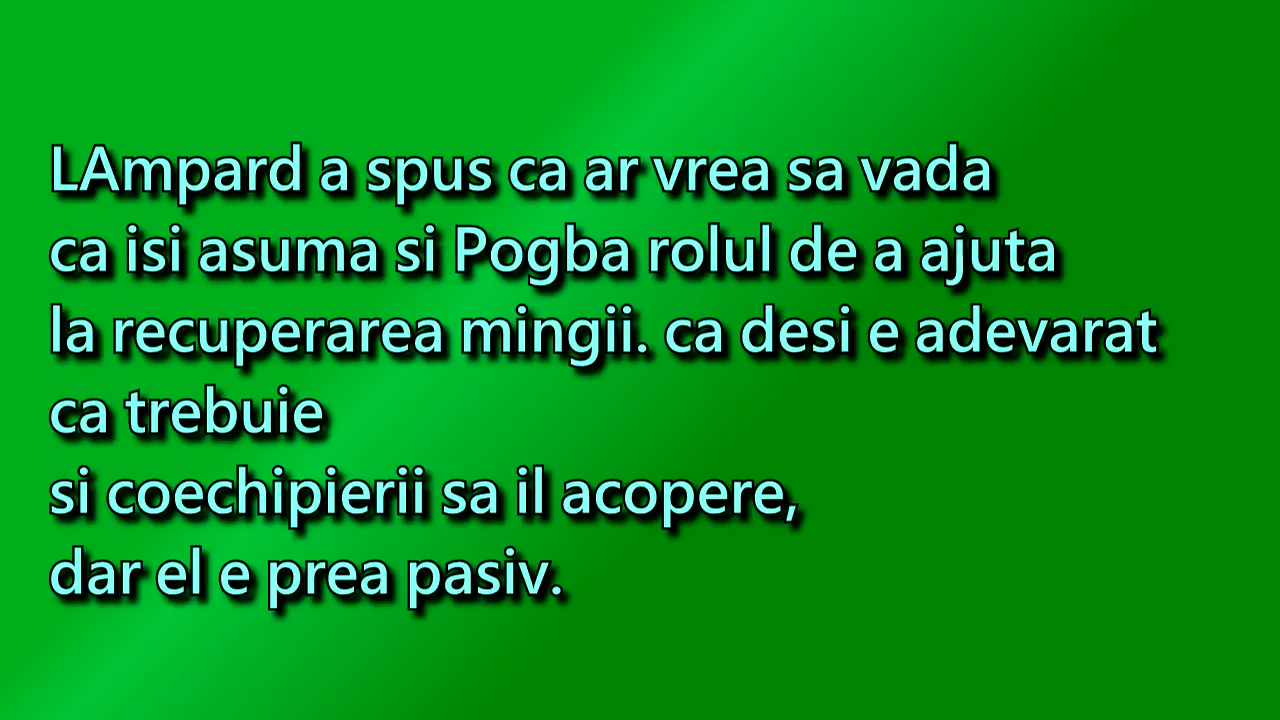 LAmpard a spus ca ar vrea sa vada
ca isi asuma si Pogba rolul de a ajuta
la recuperarea mingii. ca desi e adevarat
ca trebuie
si coechipierii sa il acopere,
dar el e prea pasiv.